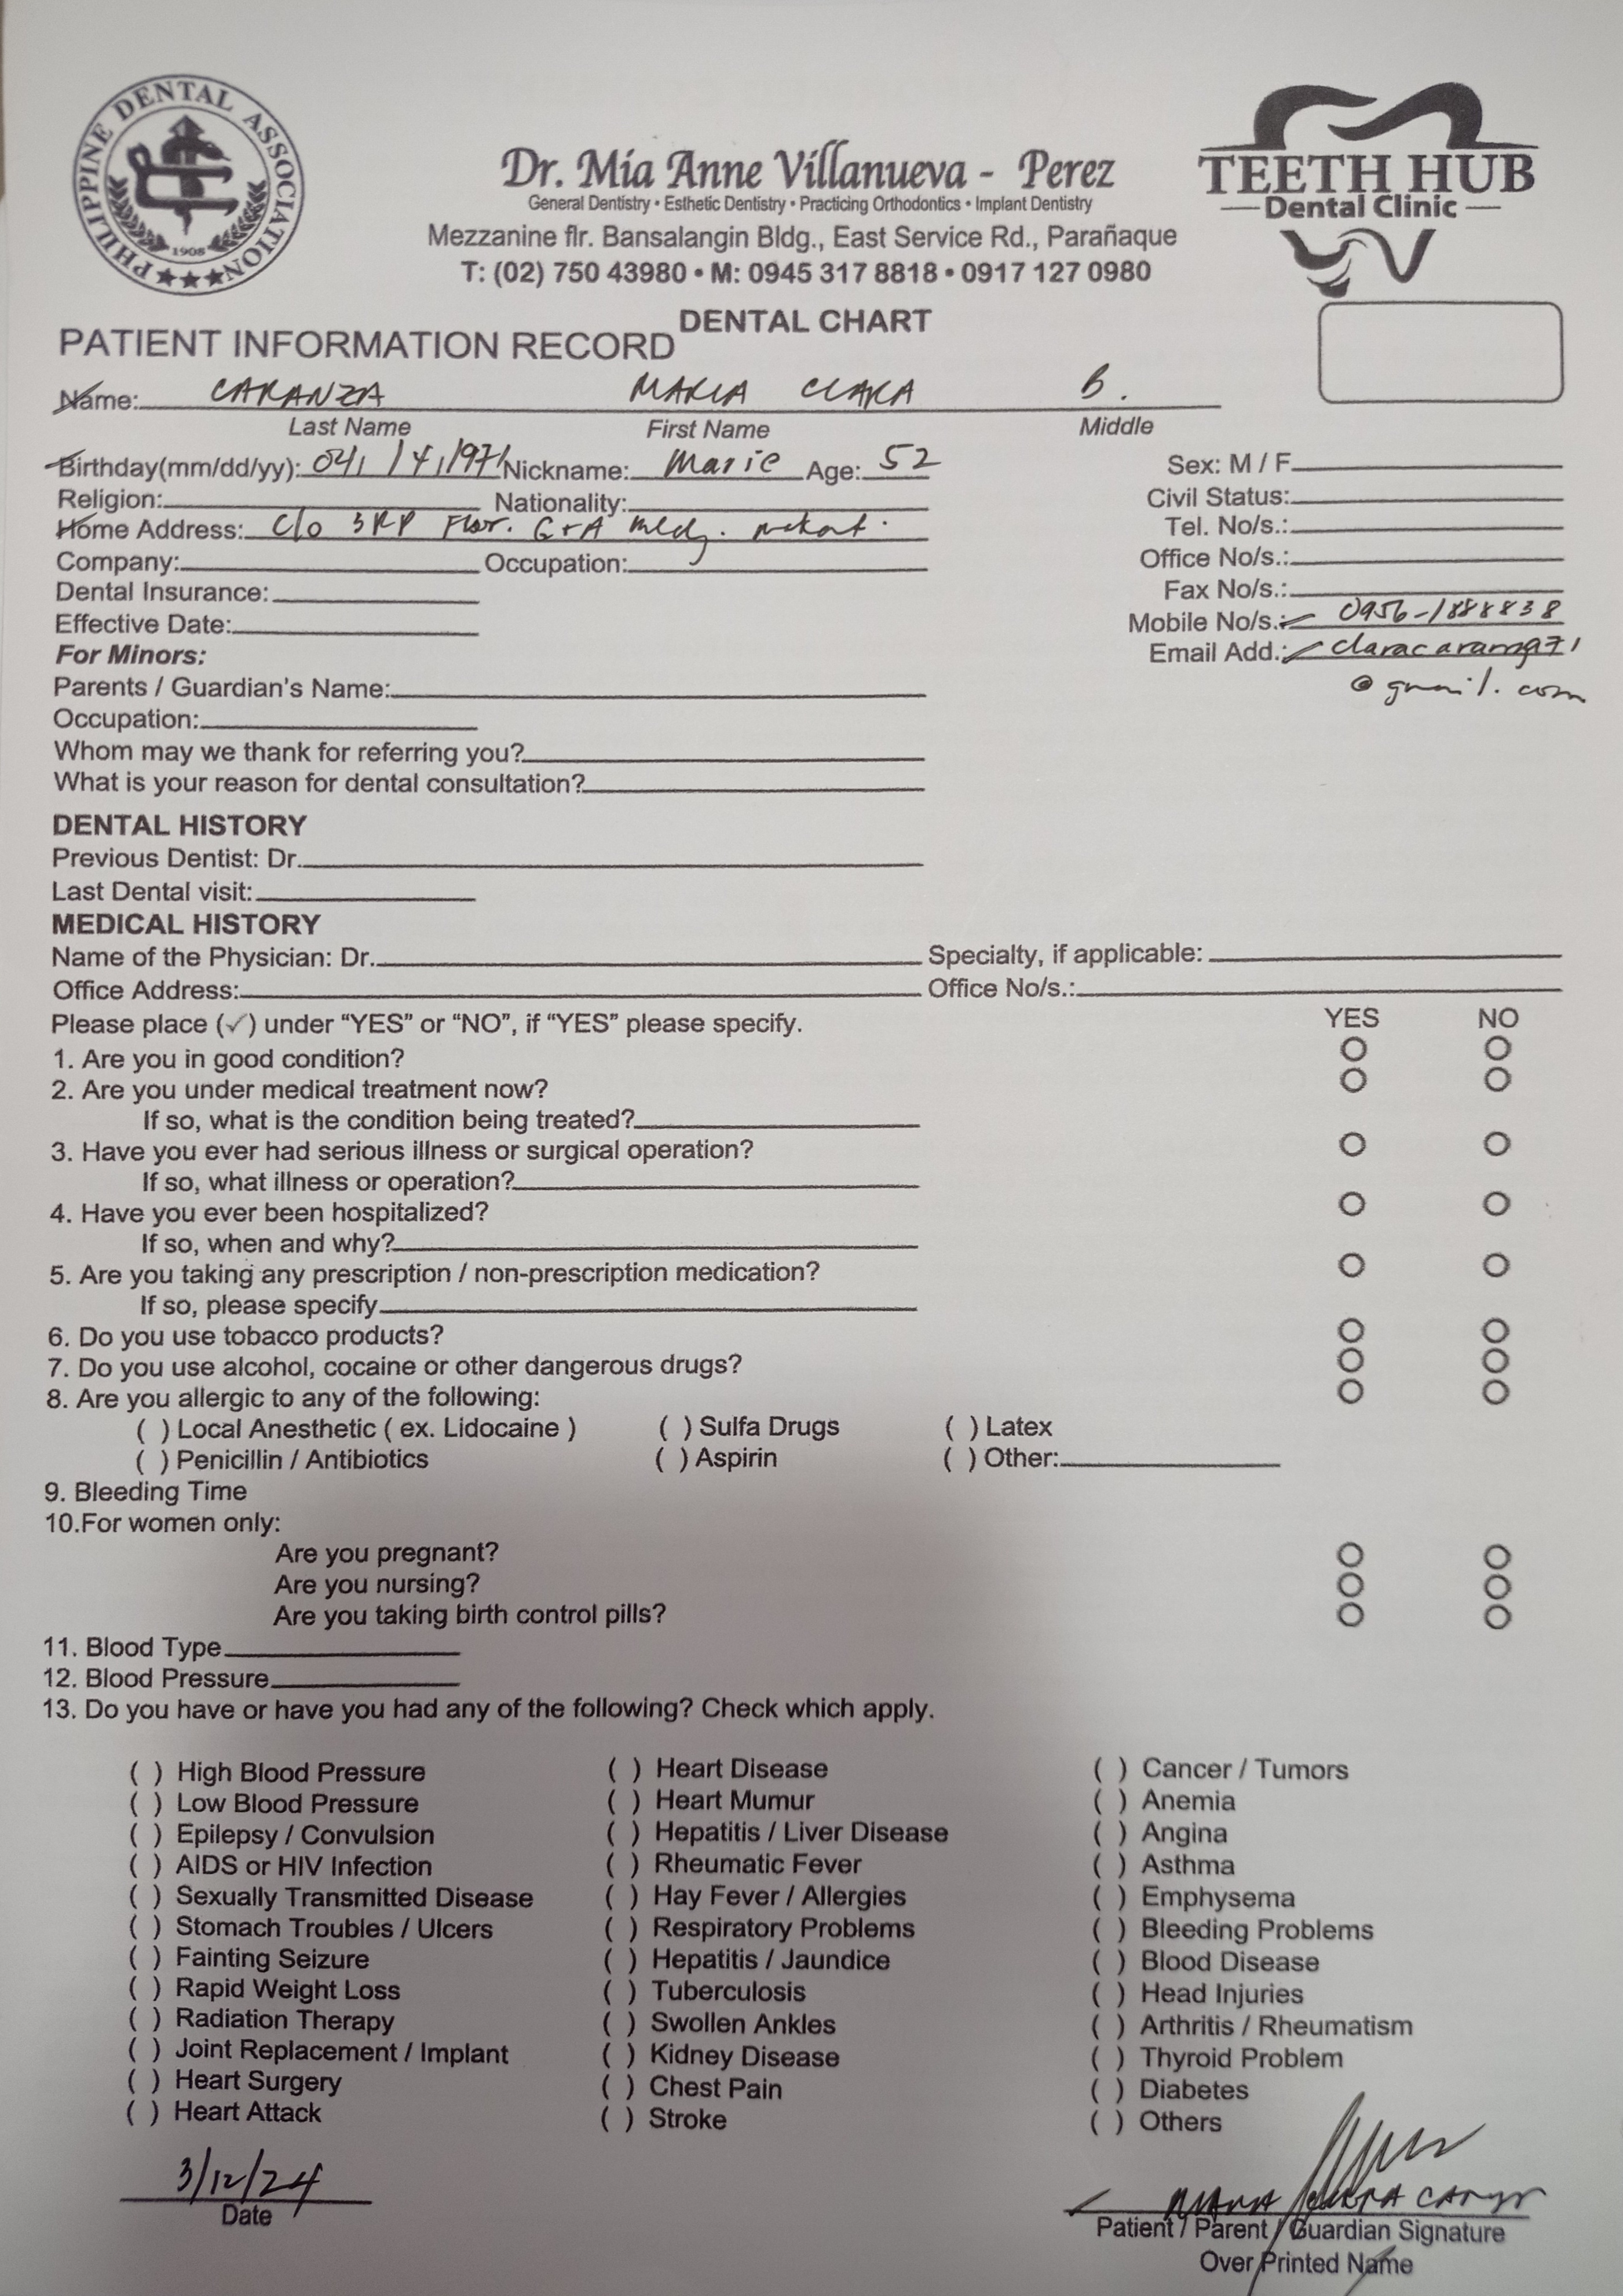 PHILIPPINE DENTAL ASSOCIATION
1908
Dr. Mia Anne Villanueva - Perez
General Dentistry • Esthetic Dentistry • Practicing Orthodontics • Implant Dentistry
Mezzanine flr. Bansalangin Bldg., East Service Rd., Parañaque
T: (02) 750 43980 • M: 0945 317 8818 • 0917 127 0980
TEETH HUB
Dental Clinic
DENTAL CHART
PATIENT INFORMATION RECORD
Name: CARANZA MARIA CLARA B.
Last Name First Name Middle
Birthday(mm/dd/yy): 04/14/1971 Nickname: Marie Age: 52 Sex: M / F
Religion: Nationality: Civil Status:
Home Address: c/o 3RP Flor. G+A Tel. No/s.:
Company: Occupation: Office No/s.:
Dental Insurance: Fax No/s.:
Effective Date: Mobile No/s.: 0956-1888838
For Minors: Email Add.:
Parents / Guardian's Name: @ gmail.com
Occupation:
Whom may we thank for referring you?
What is your reason for dental consultation?
DENTAL HISTORY
Previous Dentist: Dr.
Last Dental visit:
MEDICAL HISTORY
Name of the Physician: Dr. Specialty, if applicable:
Office Address: Office No/s.:
Please place (✓) under “YES” or “NO”, if “YES” please specify. YES NO
1. Are you in good condition?
2. Are you under medical treatment now?
If so, what is the condition being treated?
3. Have you ever had serious illness or surgical operation?
If so, what illness or operation?
4. Have you ever been hospitalized?
If so, when and why?
5. Are you taking any prescription / non-prescription medication?
If so, please specify
6. Do you use tobacco products?
7. Do you use alcohol, cocaine or other dangerous drugs?
8. Are you allergic to any of the following:
( ) Local Anesthetic ( ex. Lidocaine ) ( ) Sulfa Drugs ( ) Latex
( ) Penicillin / Antibiotics ( ) Aspirin ( ) Other:
9. Bleeding Time
10.For women only:
Are you pregnant?
Are you nursing?
Are you taking birth control pills?
11. Blood Type
12. Blood Pressure
13. Do you have or have you had any of the following? Check which apply.
( ) High Blood Pressure ( ) Heart Disease ( ) Cancer / Tumors
( ) Low Blood Pressure ( ) Heart Mumur ( ) Anemia
( ) Epilepsy / Convulsion ( ) Hepatitis / Liver Disease ( ) Angina
( ) AIDS or HIV Infection ( ) Rheumatic Fever ( ) Asthma
( ) Sexually Transmitted Disease ( ) Hay Fever / Allergies ( ) Emphysema
( ) Stomach Troubles / Ulcers ( ) Respiratory Problems ( ) Bleeding Problems
( ) Fainting Seizure ( ) Hepatitis / Jaundice ( ) Blood Disease
( ) Rapid Weight Loss ( ) Tuberculosis ( ) Head Injuries
( ) Radiation Therapy ( ) Swollen Ankles ( ) Arthritis / Rheumatism
( ) Joint Replacement / Implant ( ) Kidney Disease ( ) Thyroid Problem
( ) Heart Surgery ( ) Chest Pain ( ) Diabetes
( ) Heart Attack ( ) Stroke ( ) Others
3/12/24 MARIA CLARA
Date Patient / Parent / Guardian Signature
Over Printed Name